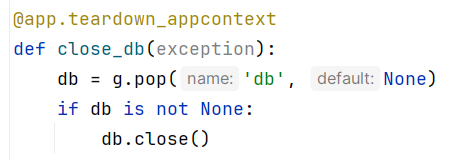 @app.teardown_appcontext
def close_db(exception):
    db = g.pop( name: 'db', default: None)
    if db is not None:
        db.close()